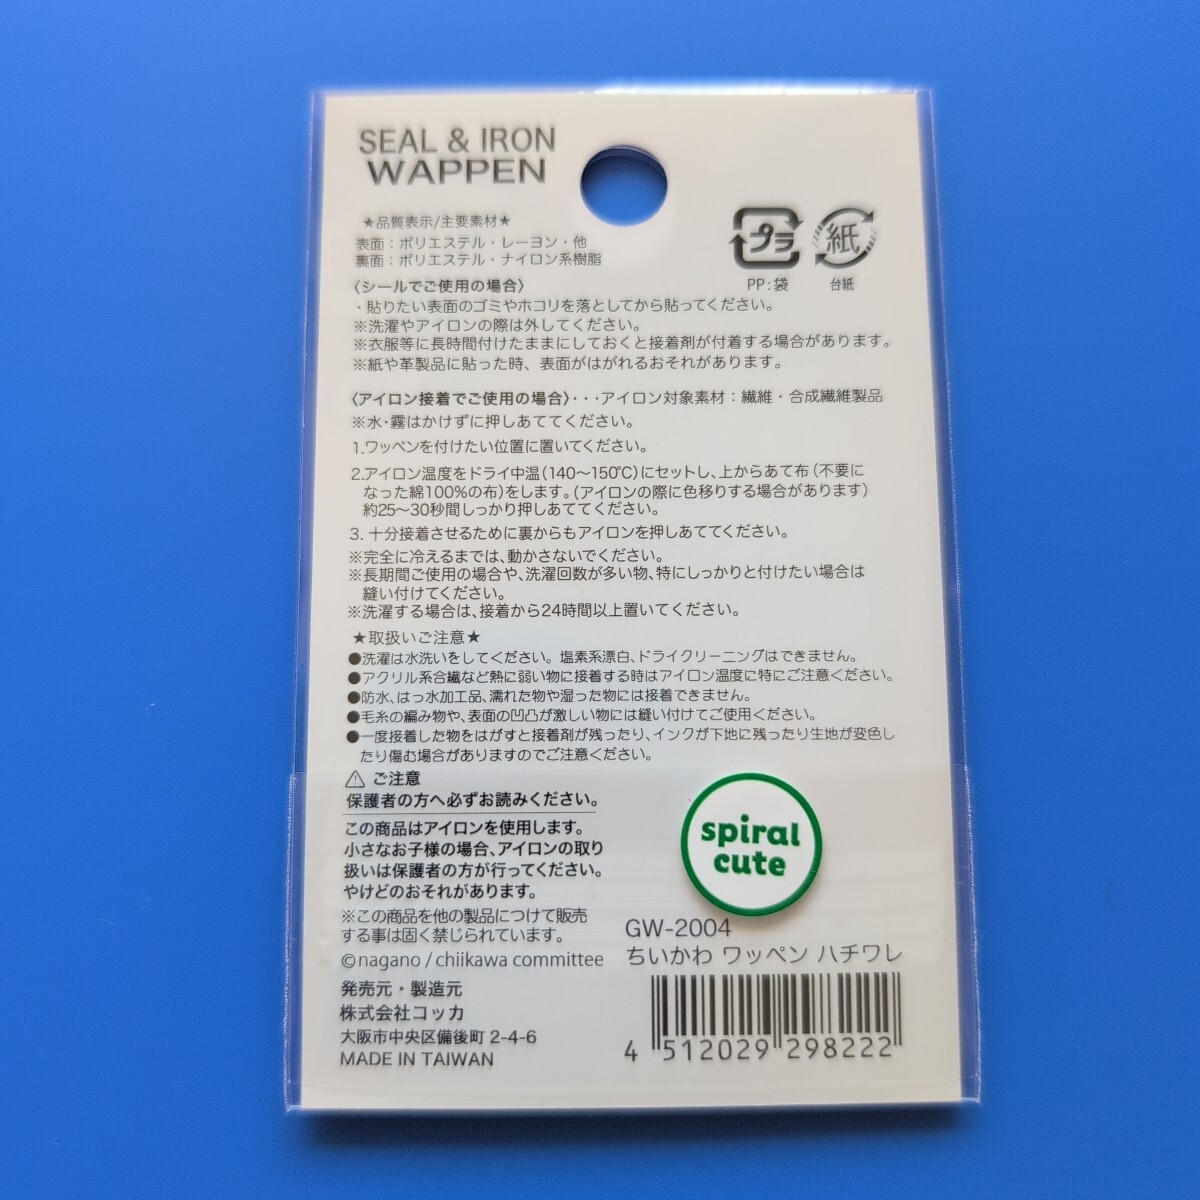 SEAL & IRON
WAPPEN
★品質表示/主要素材★
表面：ポリエステル・レーヨン・他
裏面：ポリエステル・ナイロン系樹脂
プラ
PP:袋
紙
台紙
〈シールでご使用の場合〉
・貼りたい表面のゴミやホコリを落としてから貼ってください。
※洗濯やアイロンの際は外してください。
※衣服等に長時間付けたままにしておくと接着剤が付着する場合があります。
※紙や革製品に貼った時、表面がはがれるおそれがあります。
〈アイロン接着でご使用の場合〉・・・アイロン対象素材：繊維・合成繊維製品
※水・霧はかけずに押しあててください。
1.ワッペンを付けたい位置に置いてください。
2.アイロン温度をドライ中温（140〜150℃）にセットし、上からあて布（不要に
なった綿100%の布）をします。（アイロンの際に色移りする場合があります）
約25〜30秒間しっかり押しあててください。
3. 十分接着させるために裏からもアイロンを押しあててください。
※完全に冷えるまでは、動かさないでください。
※長期間ご使用の場合や、洗濯回数が多い物、特にしっかりと付けたい場合は
縫い付けてください。
※洗濯する場合は、接着から24時間以上置いてください。
★取扱いご注意★
●洗濯は水洗いをしてください。塩素系漂白、ドライクリーニングはできません。
●アクリル系合繊など熱に弱い物に接着する時はアイロン温度に特にご注意ください。
●防水、はっ水加工品、濡れた物や湿った物には接着できません。
●毛糸の編み物や、表面の凹凸が激しい物には縫い付けてご使用ください。
●一度接着した物をはがすと接着剤が残ったり、インクが下地に残ったり生地が変色し
たり傷む場合がありますのでご注意ください。
⚠ ご注意
保護者の方へ必ずお読みください。
この商品はアイロンを使用します。
小さなお子様の場合、アイロンの取り
扱いは保護者の方が行ってください。
やけどのおそれがあります。
※この商品を他の製品につけて販売
する事は固く禁じられています。
©nagano / chiikawa committee
発売元・製造元
株式会社コッカ
大阪市中央区備後町 2-4-6
MADE IN TAIWAN
spiral
cute
GW-2004
ちいかわ ワッペン ハチワレ
4 512029 298222